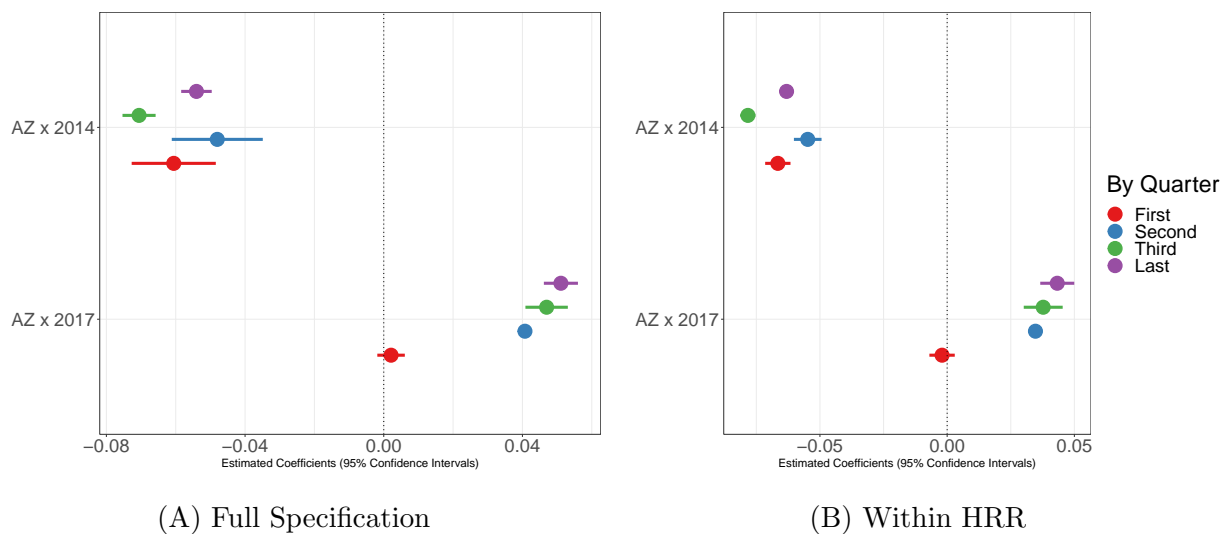 AZ x 2014
AZ x 2017
−0.08
−0.04
0.00
0.04
Estimated Coefficients (95% Confidence Intervals)
(A) Full Specification
AZ x 2014
AZ x 2017
−0.05
0.00
0.05
Estimated Coefficients (95% Confidence Intervals)
(B) Within HRR
By Quarter
First
Second
Third
Last